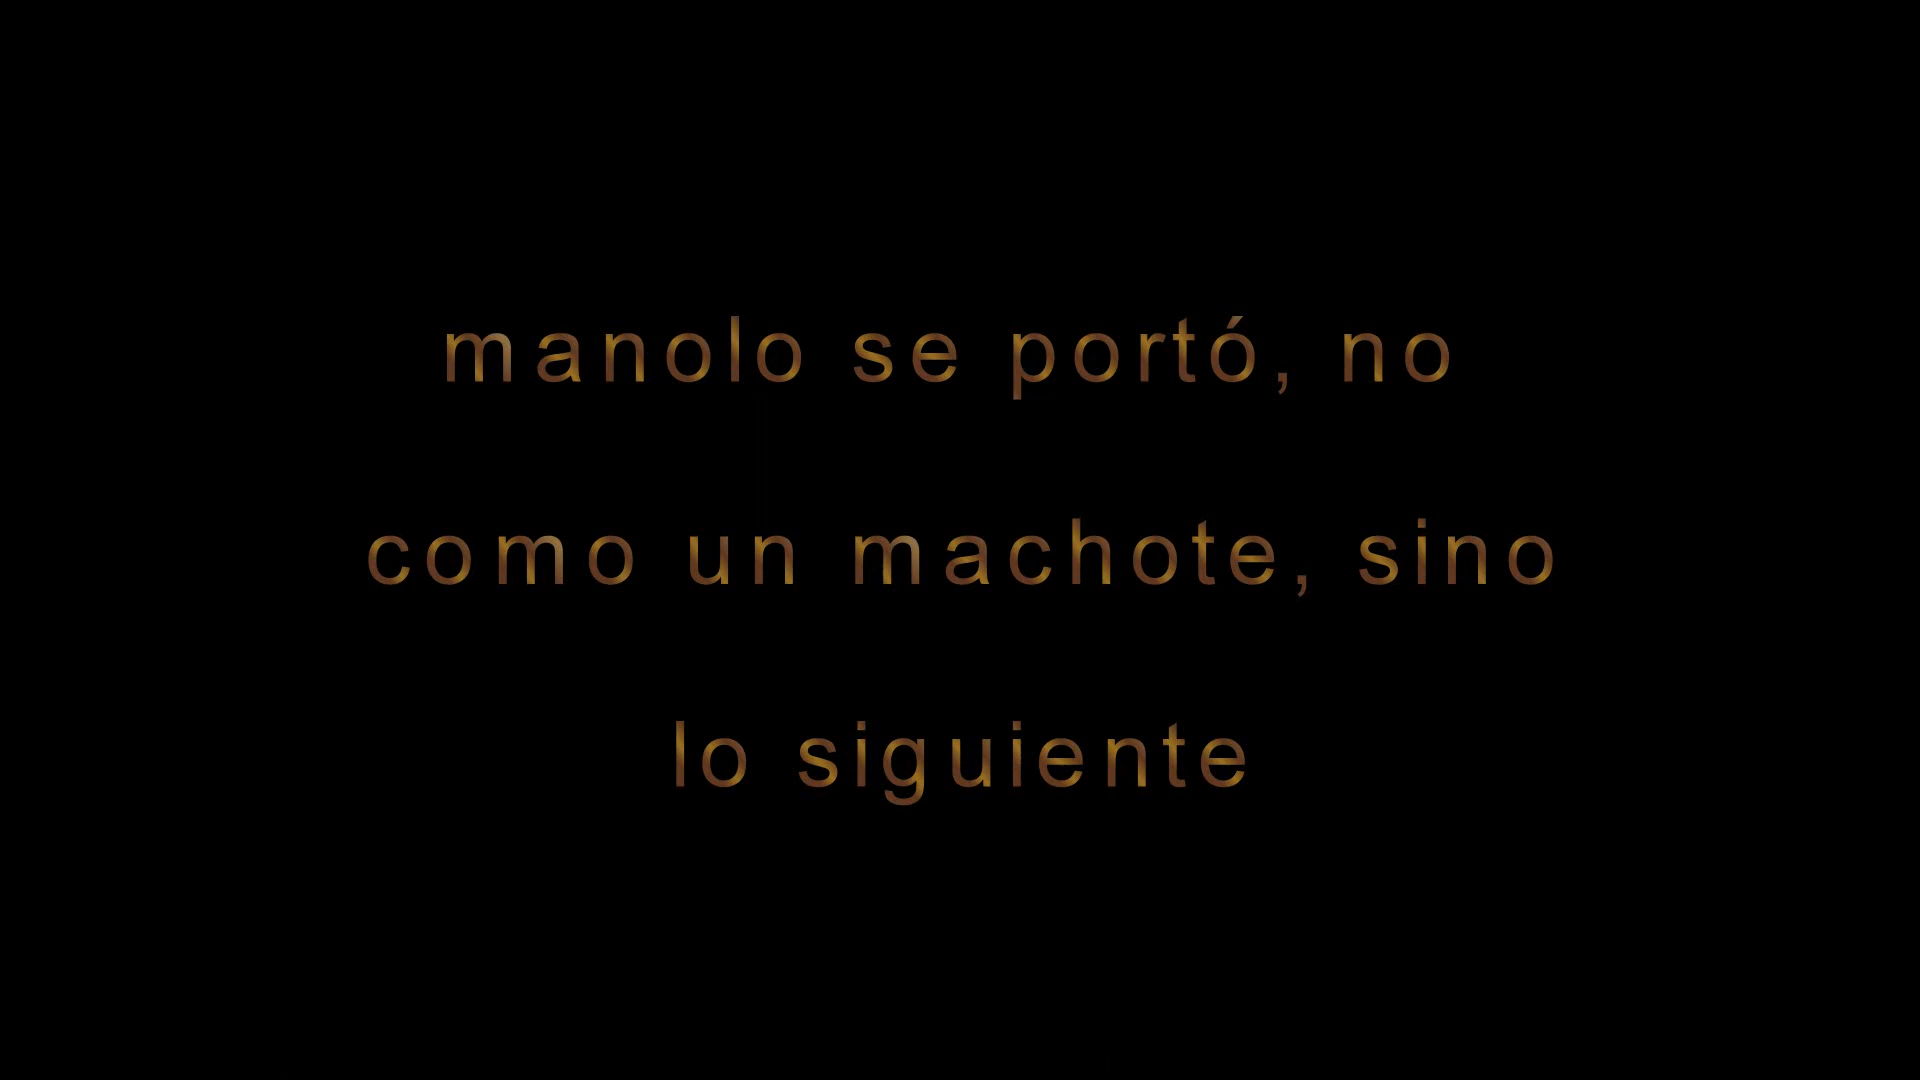 manolo se portó, no
como un machote, sino
lo siguiente